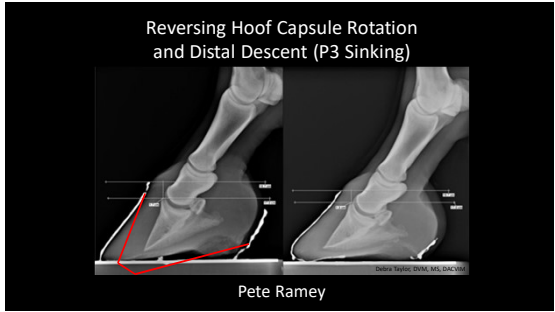 Reversing Hoof Capsule Rotation
and Distal Descent (P3 Sinking)
Debra Taylor, DVM, MS, DACVIM
Pete Ramey